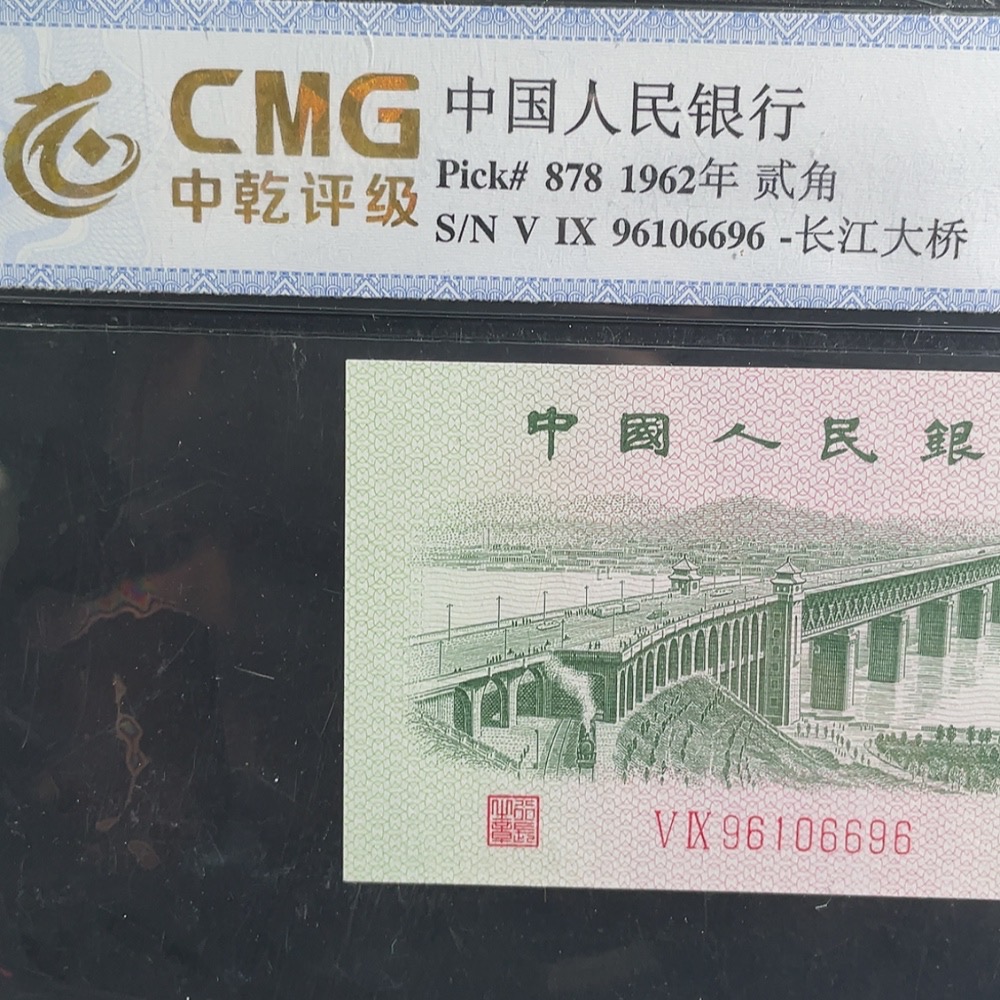 CMG
中乾评级
中国人民银行
Pick# 878 1962年 贰角
S/N V IX 96106696 -长江大桥
中國人民銀
VIX96106696